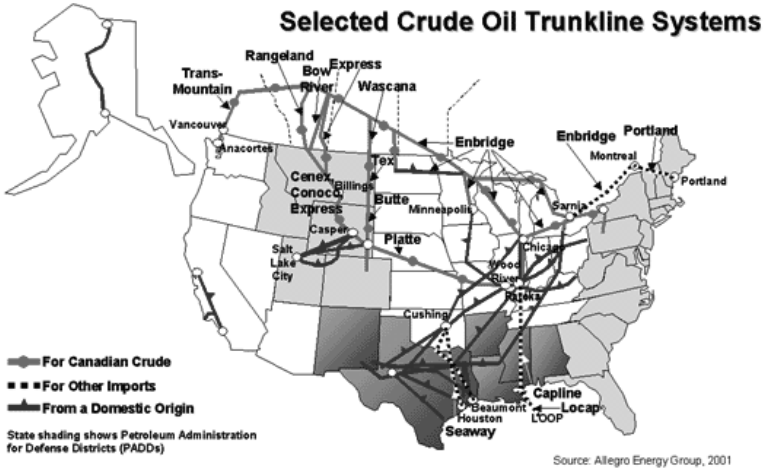 Selected Crude Oil Trunkline Systems
Rangeland
Bow
River
Express
Trans-
Mountain
Wascana
Vancouver
Anacortes
Enbridge
Enbridge
Portland
Montreal
Portland
Tex
Cenex,
Conoco,
Express
Billings
Butte
Minneapolis
Sarnia
Casper
Platte
Chicago
Salt
Lake
City
Wood
River
Patoka
Cushing
For Canadian Crude
For Other Imports
From a Domestic Origin
Capline
Locap
LOOP
Beaumont
Houston
Seaway
State shading shows Petroleum Administration
for Defense Districts (PADDs)
Source: Allegro Energy Group, 2001